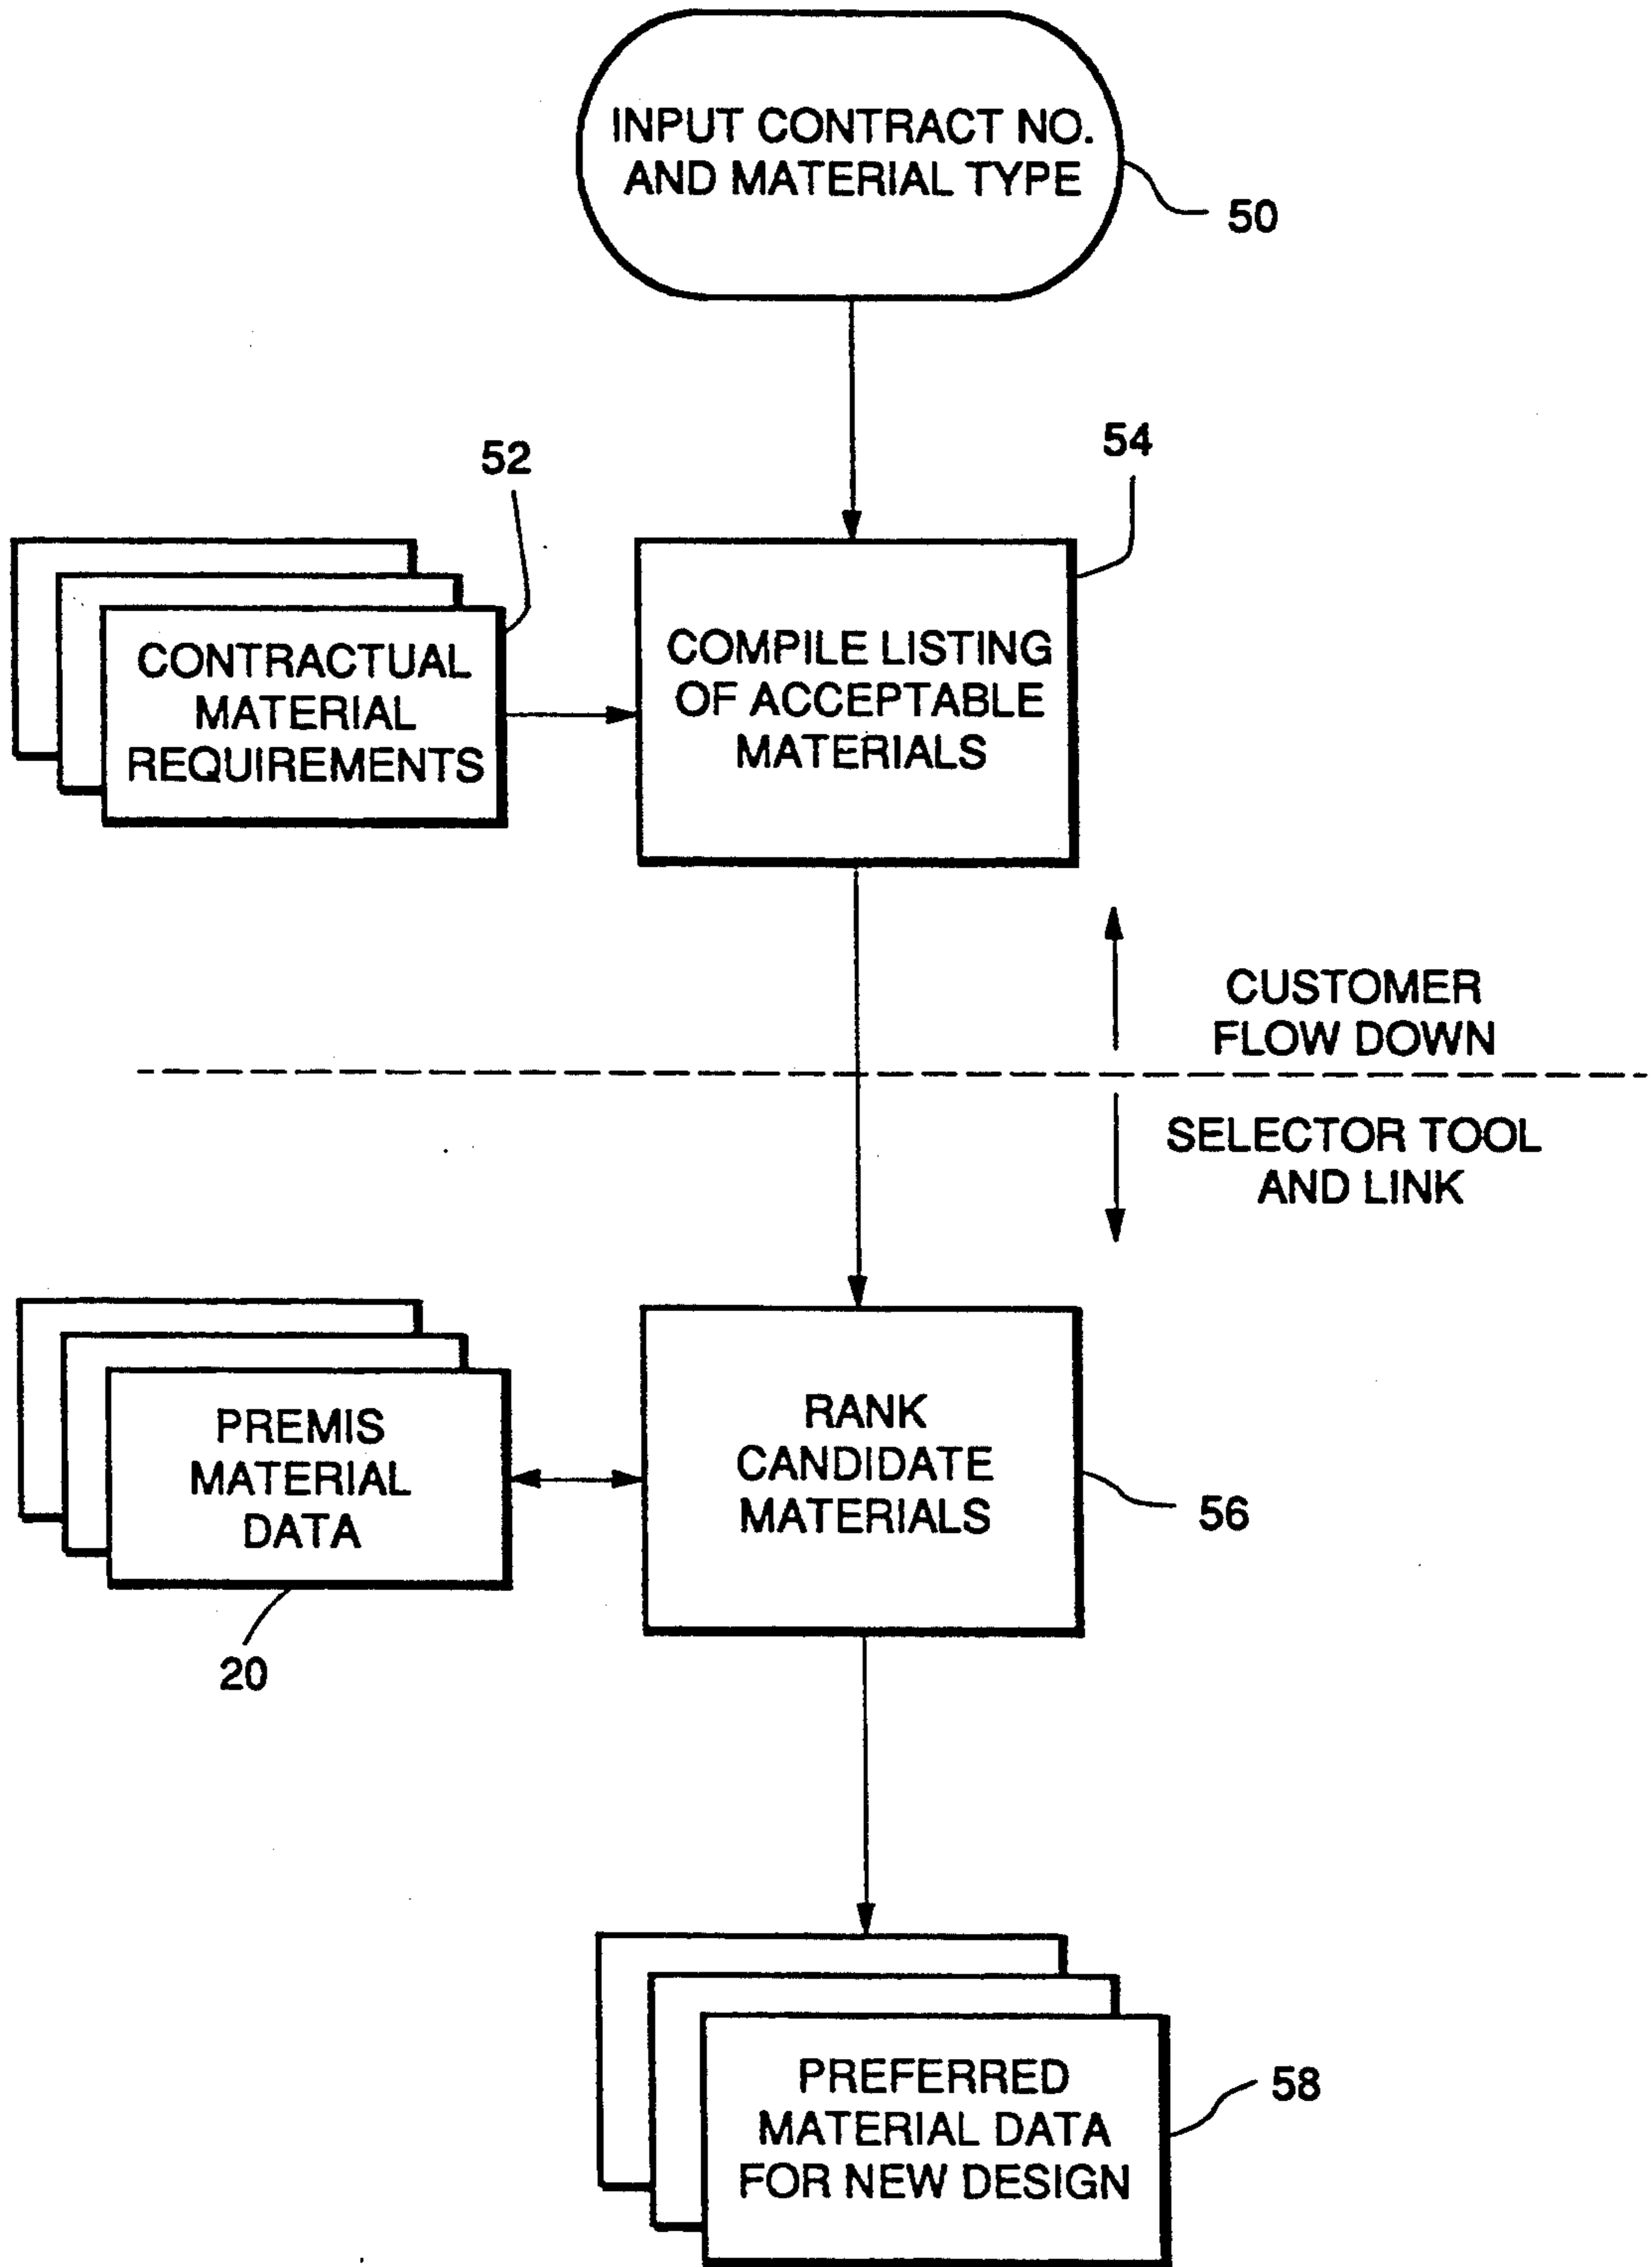 INPUT CONTRACT NO.
AND MATERIAL TYPE
50
54
52
CONTRACTUAL
MATERIAL
REQUIREMENTS
COMPILE LISTING
OF ACCEPTABLE
MATERIALS
CUSTOMER
FLOW DOWN
SELECTOR TOOL
AND LINK
PREMIS
MATERIAL
DATA
20
RANK
CANDIDATE
MATERIALS
56
PREFERRED
MATERIAL DATA
FOR NEW DESIGN
58